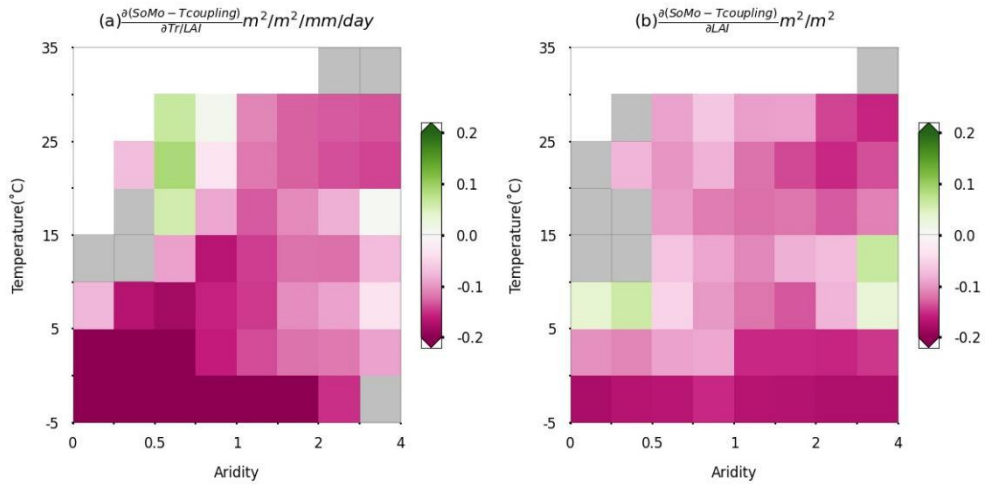 (a) ∂(SoMo − Tcoupling)/∂Tr/LAI m²/m²/mm/day
35
25
15
5
-5
Temperature(˚C)
0 0.5 1 2 4
Aridity
0.2
0.1
0.0
-0.1
-0.2
(b) ∂(SoMo − Tcoupling)/∂LAI m²/m²
35
25
15
5
-5
Temperature(˚C)
0 0.5 1 2 4
Aridity
0.2
0.1
0.0
-0.1
-0.2